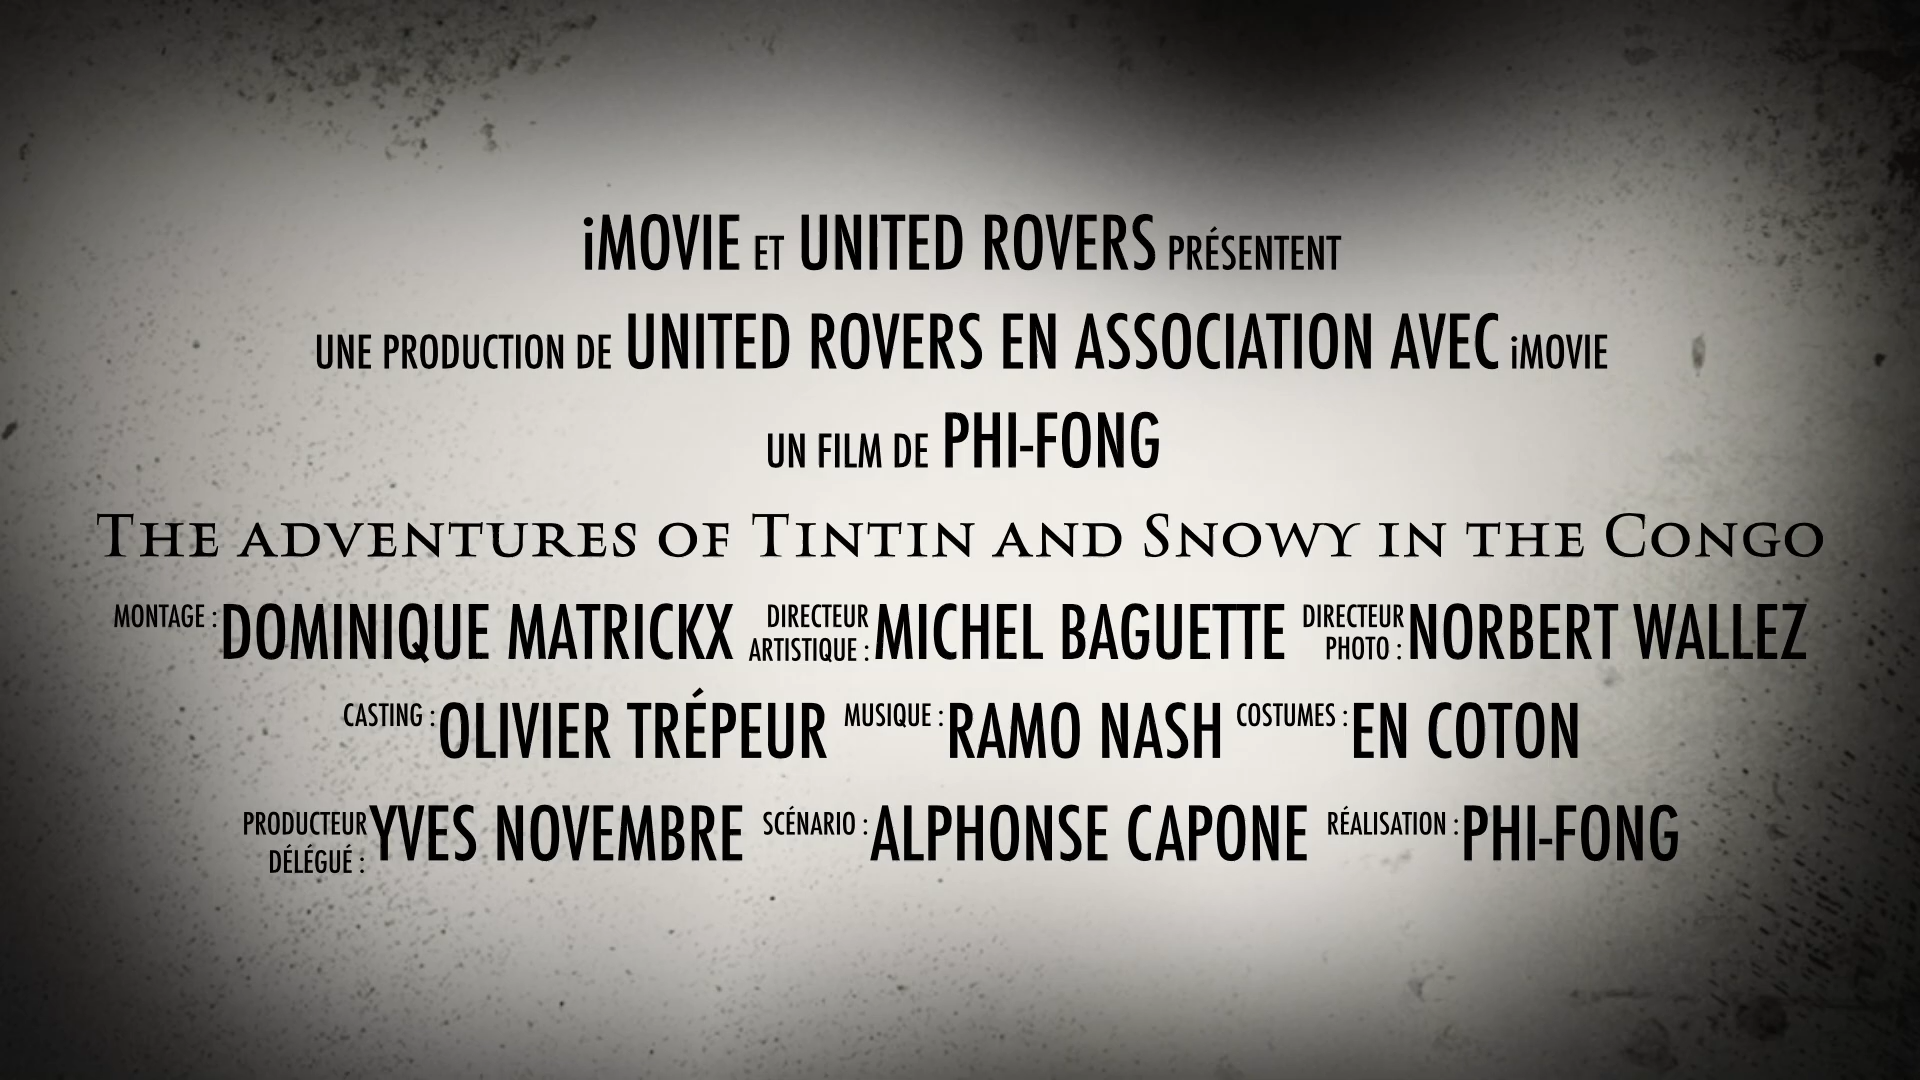 iMOVIE ET UNITED ROVERS PRÉSENTENT
UNE PRODUCTION DE UNITED ROVERS EN ASSOCIATION AVEC iMOVIE
UN FILM DE PHI-FONG
THE ADVENTURES OF TINTIN AND SNOWY IN THE CONGO
MONTAGE : DOMINIQUE MATRICKX DIRECTEUR ARTISTIQUE : MICHEL BAGUETTE DIRECTEUR PHOTO : NORBERT WALLEZ
CASTING : OLIVIER TRÉPEUR MUSIQUE : RAMO NASH COSTUMES : EN COTON
PRODUCTEUR DÉLÉGUÉ : YVES NOVEMBRE SCÉNARIO : ALPHONSE CAPONE RÉALISATION : PHI-FONG